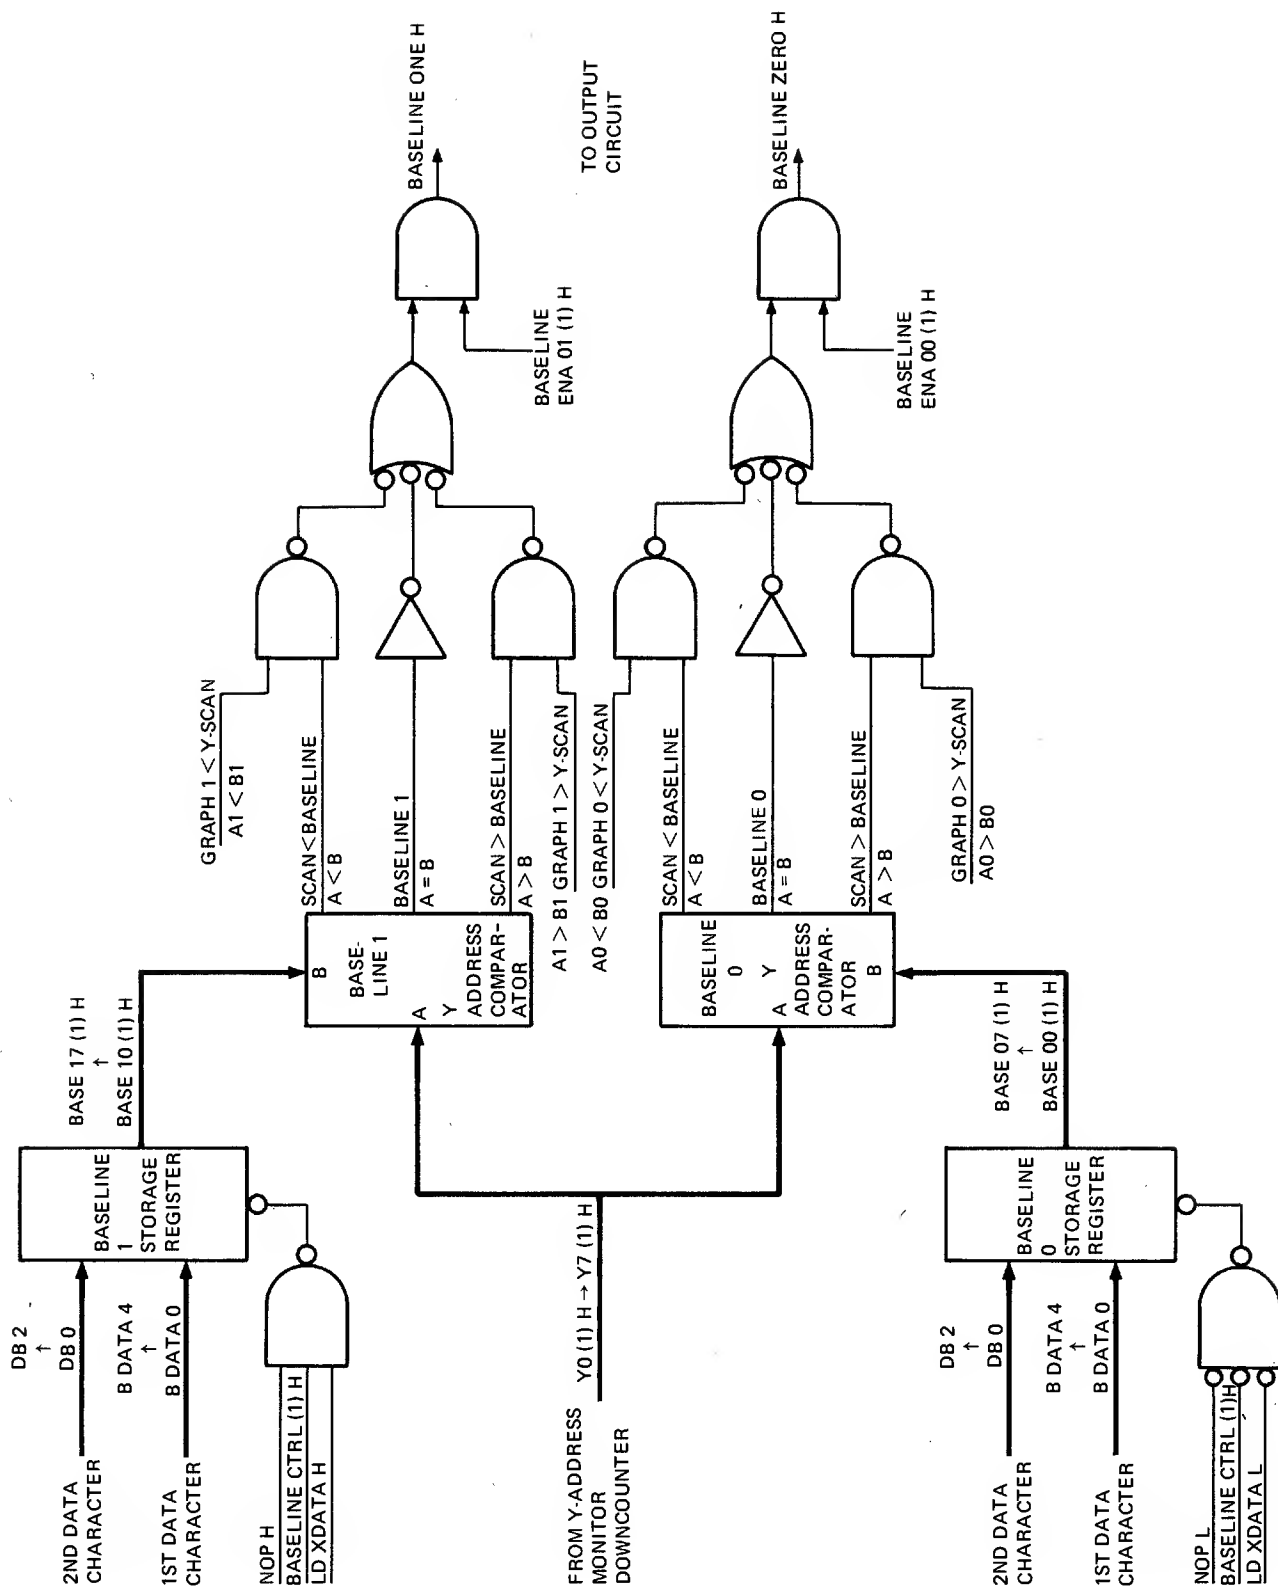 2ND DATA
CHARACTER
DB 2
↑
DB 0
1ST DATA
CHARACTER
B DATA 4
↑
B DATA 0
NOP H
BASELINE CTRL (1) H
LD XDATA H
BASELINE
1
STORAGE
REGISTER
BASE 17 (1) H
↑
BASE 10 (1) H
B
BASE-
LINE 1
A
Y
ADDRESS
COMPAR-
ATOR
GRAPH 1 < Y-SCAN
A1 < B1
SCAN<BASELINE
A < B
BASELINE 1
A = B
SCAN > BASELINE
A > B
A1 > B1 GRAPH 1 > Y-SCAN
BASELINE
ENA 01 (1) H
BASELINE ONE H
TO OUTPUT
CIRCUIT
FROM Y-ADDRESS
MONITOR
DOWNCOUNTER
Y0 (1) H → Y7 (1) H
A0 < B0 GRAPH 0 < Y-SCAN
BASELINE
0
A Y
ADDRESS
COMPAR-
ATOR
B
SCAN < BASELINE
A < B
BASELINE 0
A = B
SCAN > BASELINE
A > B
GRAPH 0 > Y-SCAN
A0 > B0
BASELINE
ENA 00 (1) H
BASELINE ZERO H
2ND DATA
CHARACTER
DB 2
↑
DB 0
1ST DATA
CHARACTER
B DATA 4
↑
B DATA 0
NOP L
BASELINE CTRL (1)H
LD XDATA L
BASELINE
0
STORAGE
REGISTER
BASE 07 (1) H
↑
BASE 00 (1) H